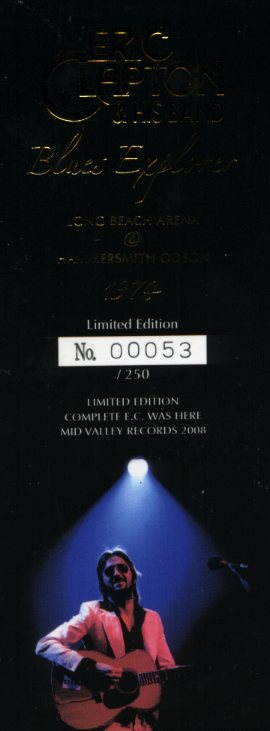 ERIC
CLAPTON
& HIS BAND
Blues Explorer
LONG BEACH ARENA
@
HAMMERSMITH ODEON
1974
Limited Edition
No. 00053
/ 250
LIMITED EDITION
COMPLETE E.C. WAS HERE
MID VALLEY RECORDS 2008